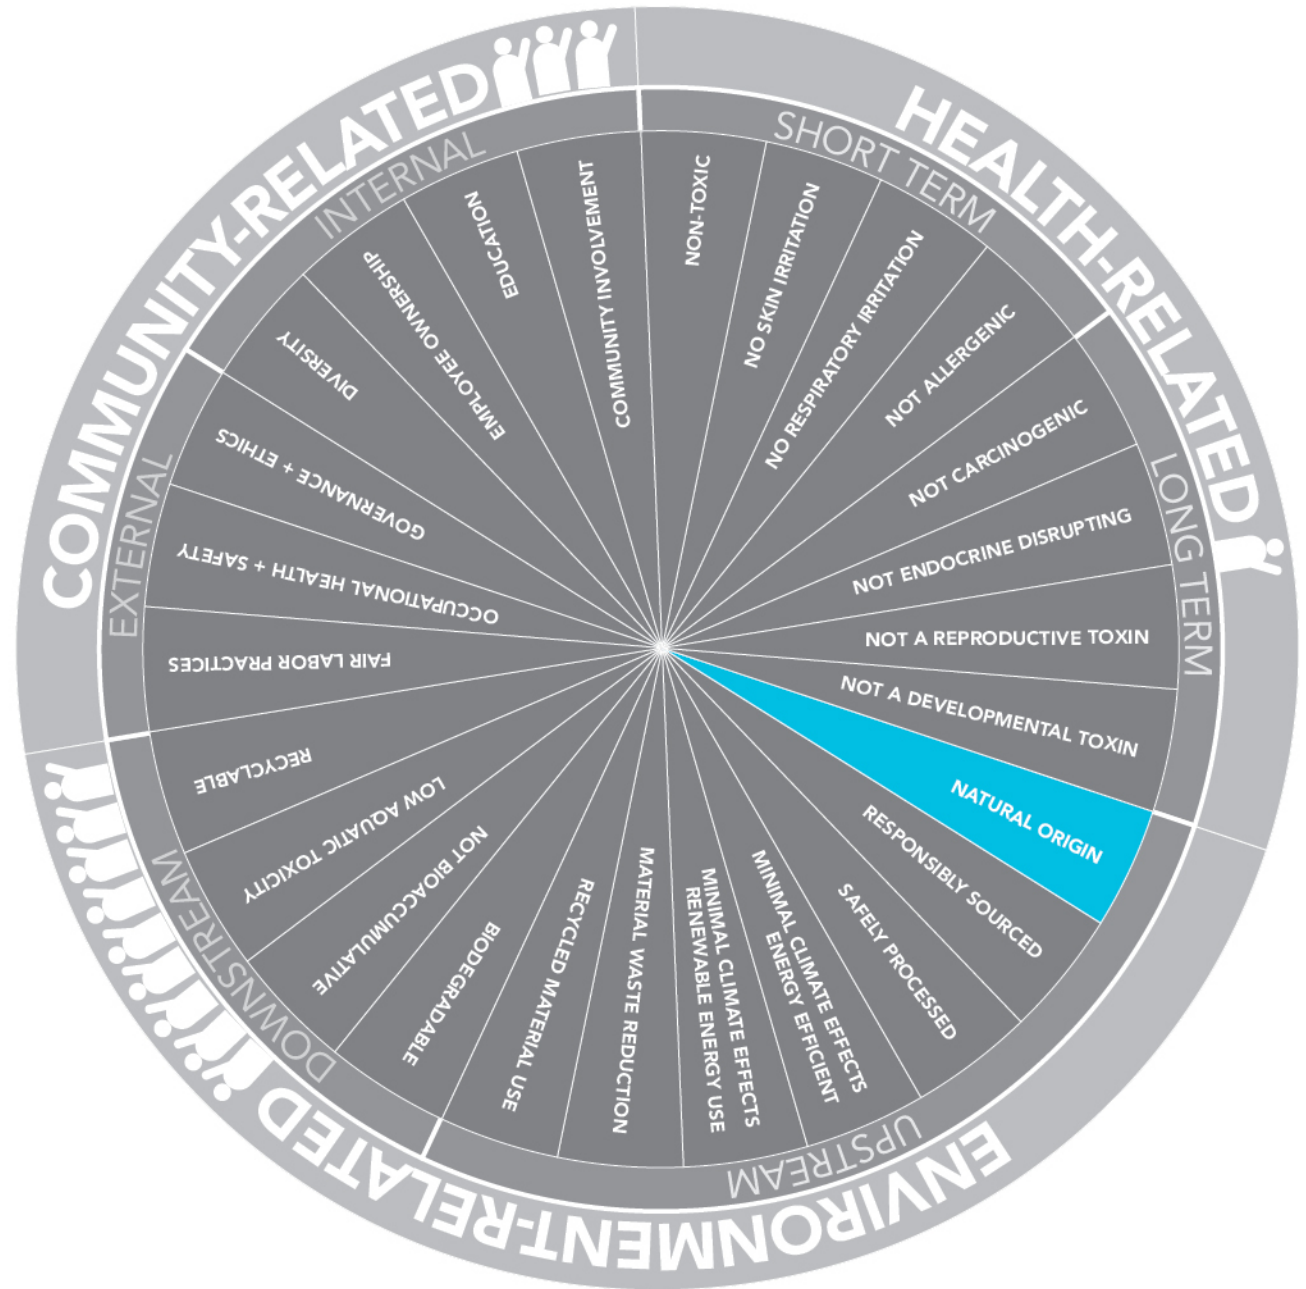 HEALTH-RELATED
SHORT TERM
NON-TOXIC
NO SKIN IRRITATION
NO RESPIRATORY IRRITATION
NOT ALLERGENIC
LONG TERM
NOT CARCINOGENIC
NOT ENDOCRINE DISRUPTING
NOT A REPRODUCTIVE TOXIN
NOT A DEVELOPMENTAL TOXIN
ENVIRONMENT-RELATED
UPSTREAM
NATURAL ORIGIN
RESPONSIBLY SOURCED
SAFELY PROCESSED
MINIMAL CLIMATE EFFECTS
ENERGY EFFICIENT
MINIMAL CLIMATE EFFECTS
RENEWABLE ENERGY USE
MATERIAL WASTE REDUCTION
RECYCLED MATERIAL USE
DOWNSTREAM
BIODEGRADABLE
NOT BIOACCUMULATIVE
LOW AQUATIC TOXICITY
RECYCLABLE
COMMUNITY-RELATED
EXTERNAL
FAIR LABOR PRACTICES
OCCUPATIONAL HEALTH + SAFETY
GOVERNANCE + ETHICS
INTERNAL
DIVERSITY
EMPLOYEE OWNERSHIP
EDUCATION
COMMUNITY INVOLVEMENT